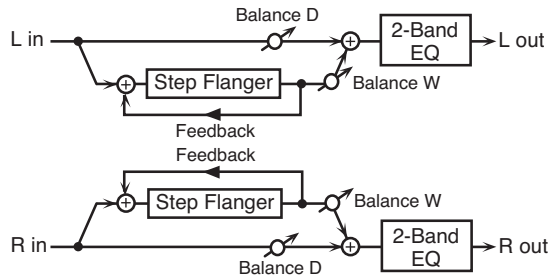 Balance D
2-Band
EQ
L in
L out
Step Flanger
Balance W
Feedback
Feedback
Step Flanger
Balance W
R in
2-Band
EQ
R out
Balance D